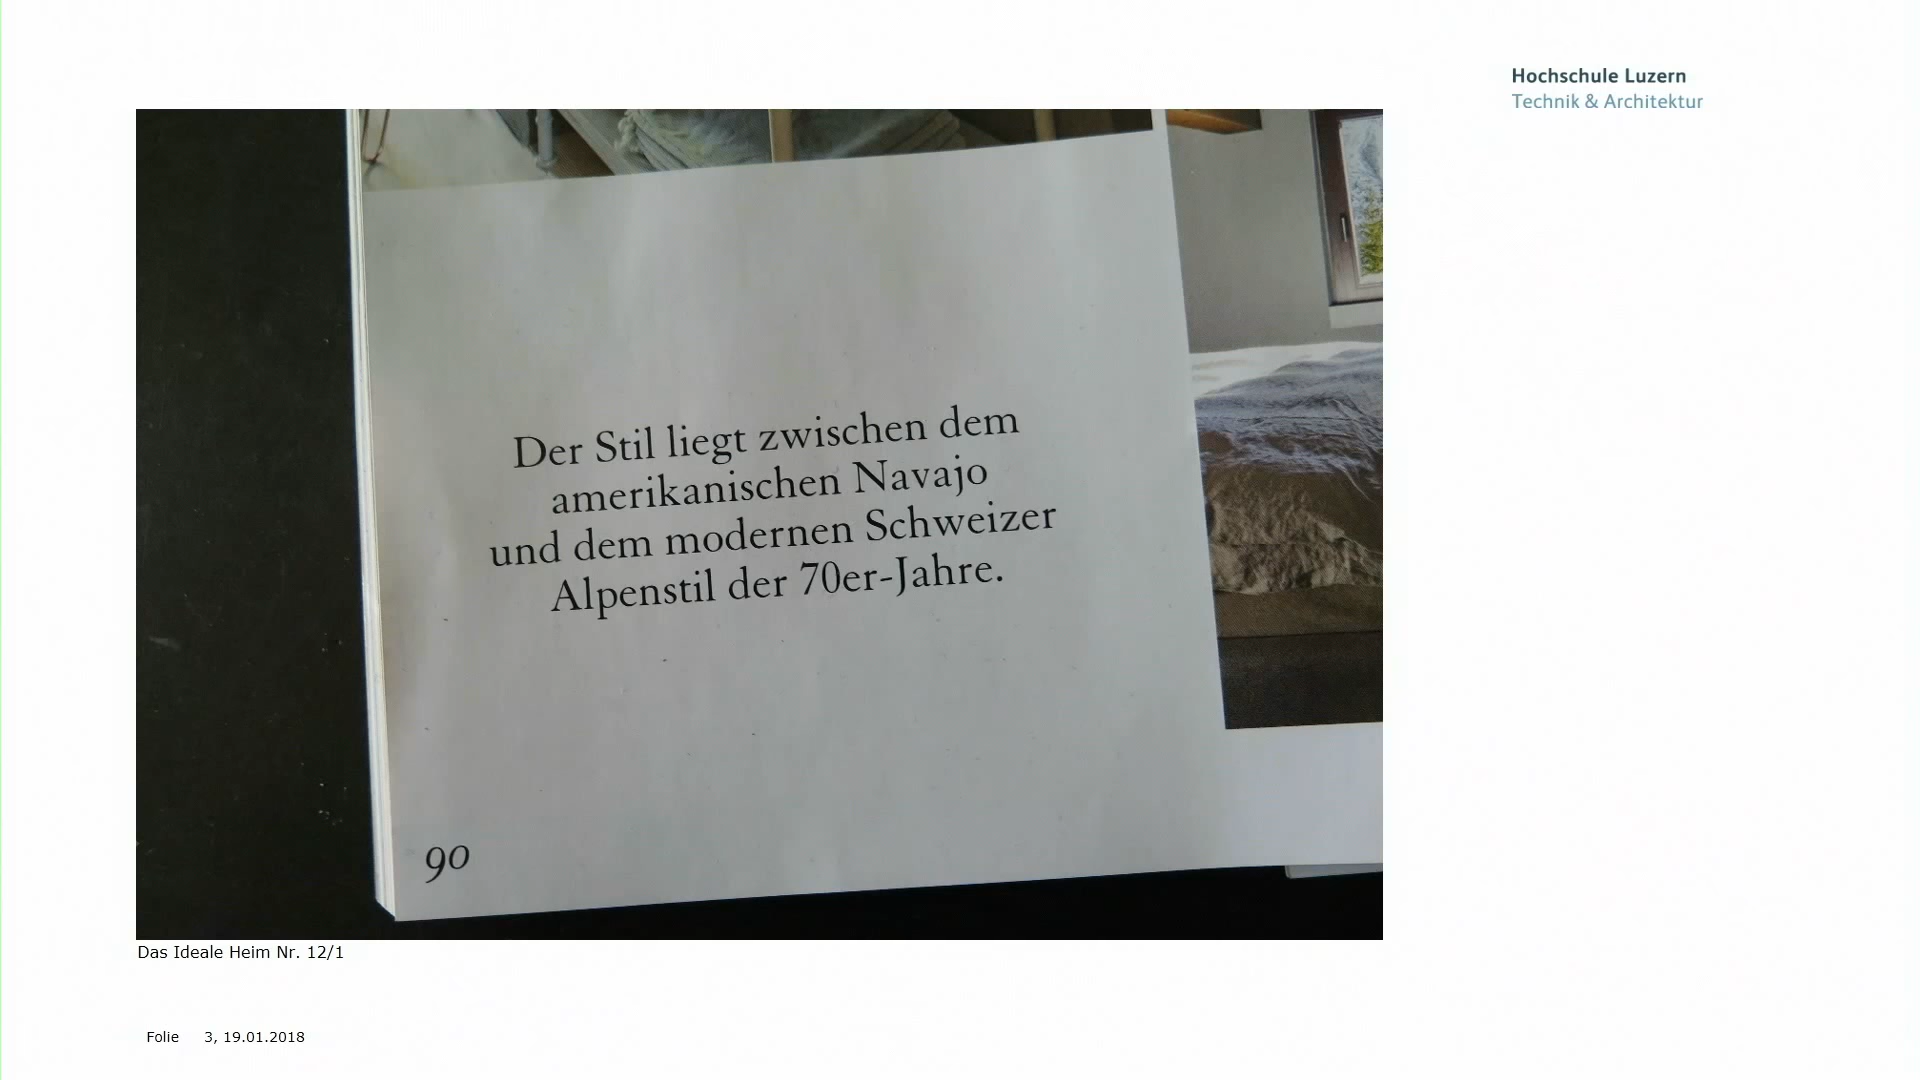 Hochschule Luzern
Technik & Architektur
Der Stil liegt zwischen dem
amerikanischen Navajo
und dem modernen Schweizer
Alpenstil der 70er-Jahre.
90
Das Ideale Heim Nr. 12/1
Folie 3, 19.01.2018